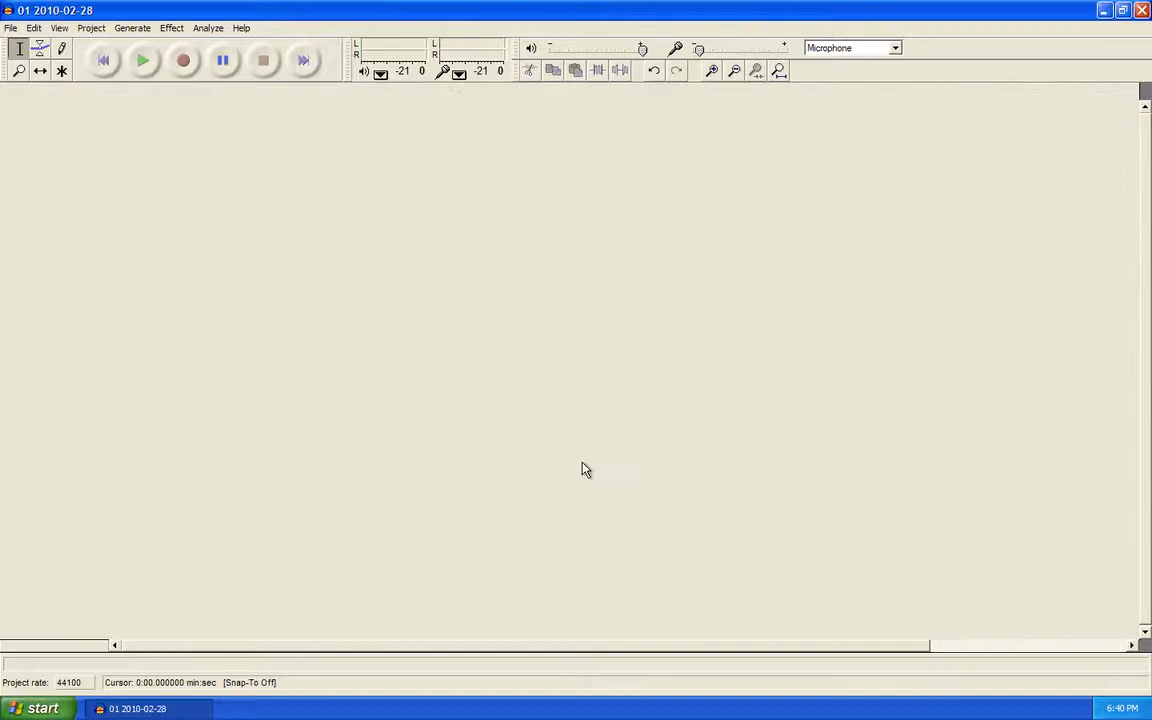 01 2010-02-28
File Edit View Project Generate Effect Analyze Help
L L
R R
-21 0 -21 0
Microphone
Project rate: 44100 Cursor: 0:00.000000 min:sec [Snap-To Off]
start 01 2010-02-28 6:40 PM